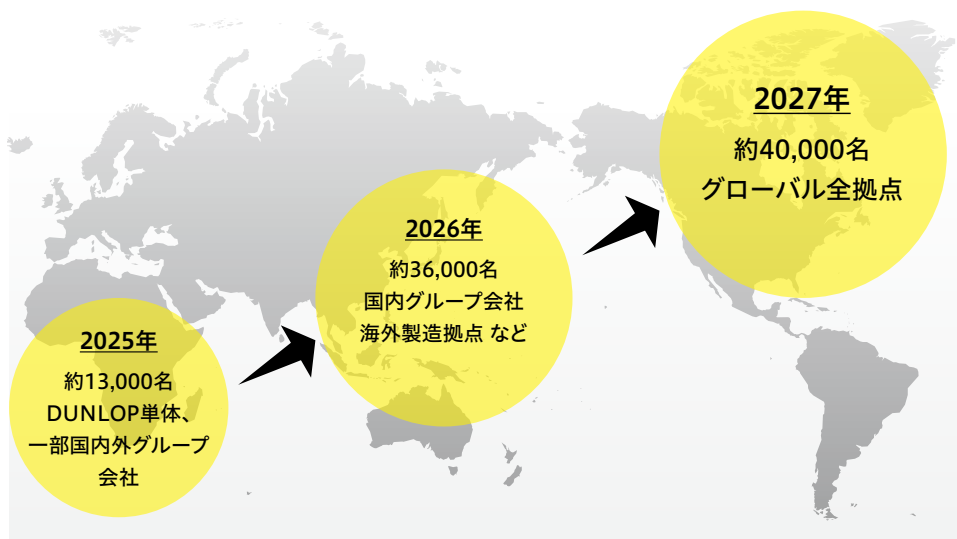 2025年
約13,000名
DUNLOP単体、
一部国内外グループ
会社
2026年
約36,000名
国内グループ会社
海外製造拠点 など
2027年
約40,000名
グローバル全拠点